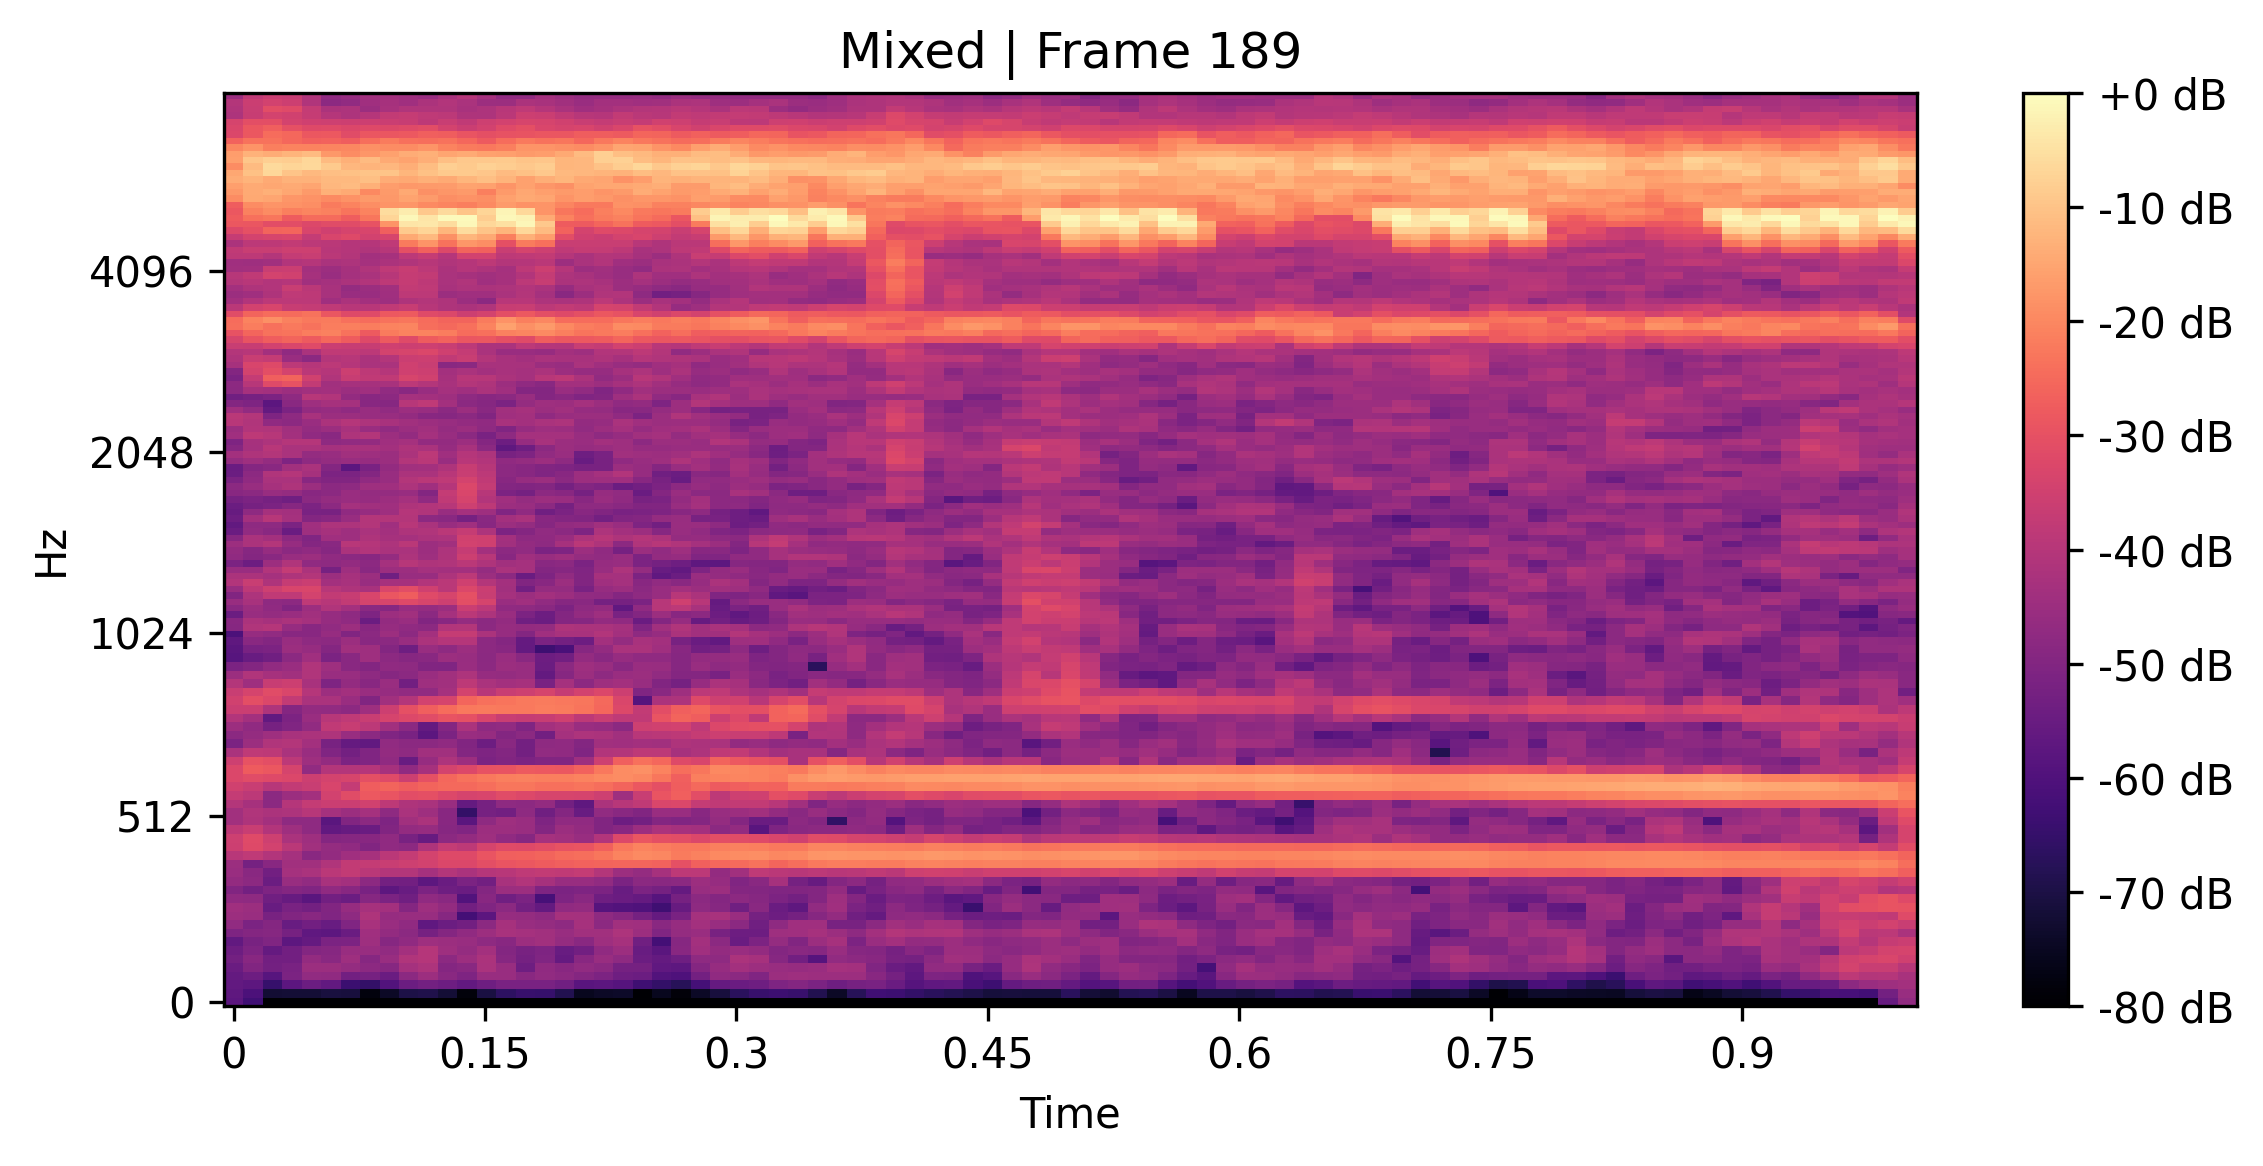 Mixed | Frame 189
Hz
4096
2048
1024
512
0
0 0.15 0.3 0.45 0.6 0.75 0.9
Time
+0 dB
-10 dB
-20 dB
-30 dB
-40 dB
-50 dB
-60 dB
-70 dB
-80 dB